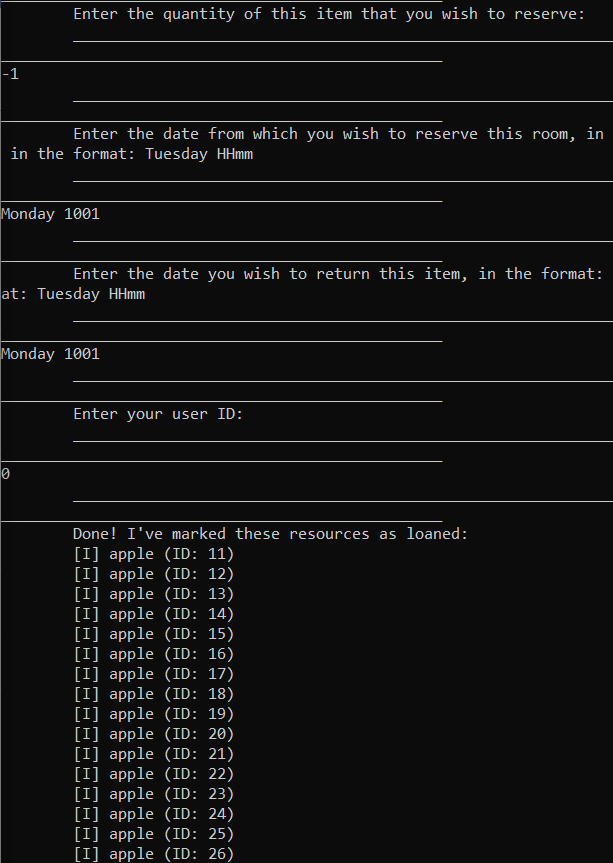 Enter the quantity of this item that you wish to reserve:
-1
Enter the date from which you wish to reserve this room, in
in the format: Tuesday HHmm
Monday 1001
Enter the date you wish to return this item, in the format:
at: Tuesday HHmm
Monday 1001
Enter your user ID:
0
Done! I've marked these resources as loaned:
[I] apple (ID: 11)
[I] apple (ID: 12)
[I] apple (ID: 13)
[I] apple (ID: 14)
[I] apple (ID: 15)
[I] apple (ID: 16)
[I] apple (ID: 17)
[I] apple (ID: 18)
[I] apple (ID: 19)
[I] apple (ID: 20)
[I] apple (ID: 21)
[I] apple (ID: 22)
[I] apple (ID: 23)
[I] apple (ID: 24)
[I] apple (ID: 25)
[I] apple (ID: 26)